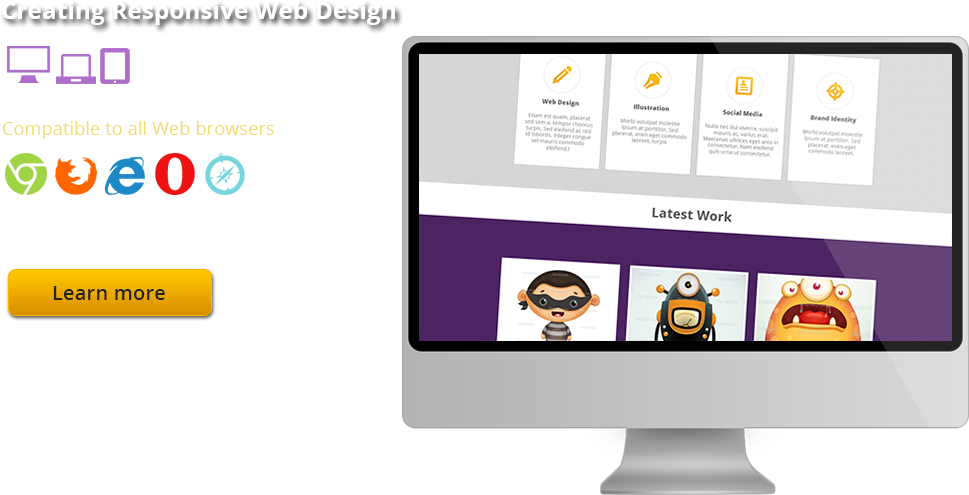 Creating Responsive Web Design
Compatible to all Web browsers
Learn more
Web Design
Etiam est quam, placerat
sed sem a, tempor rhoncus
turpis. Sed eleifend ac nisl
id lobortis. Integer congue
vel mauris commodo
eleifend.t
Illustration
Morbi volutpat molestie
ipsum at porttitor. Sed
placerat, enim eget commodo
laoreet, turpis
Social Media
Nulla nec dui viverra, suscipit
mauris ac, varius erat.
Maecenas ultrices eget ante in
consectetur. Nam eleifend
quis urna ut consectetur.
Brand Identity
Morbi volutpat molestie
ipsum at porttitor. Sed
placerat, enim eget
commodo laoreet,
Latest Work